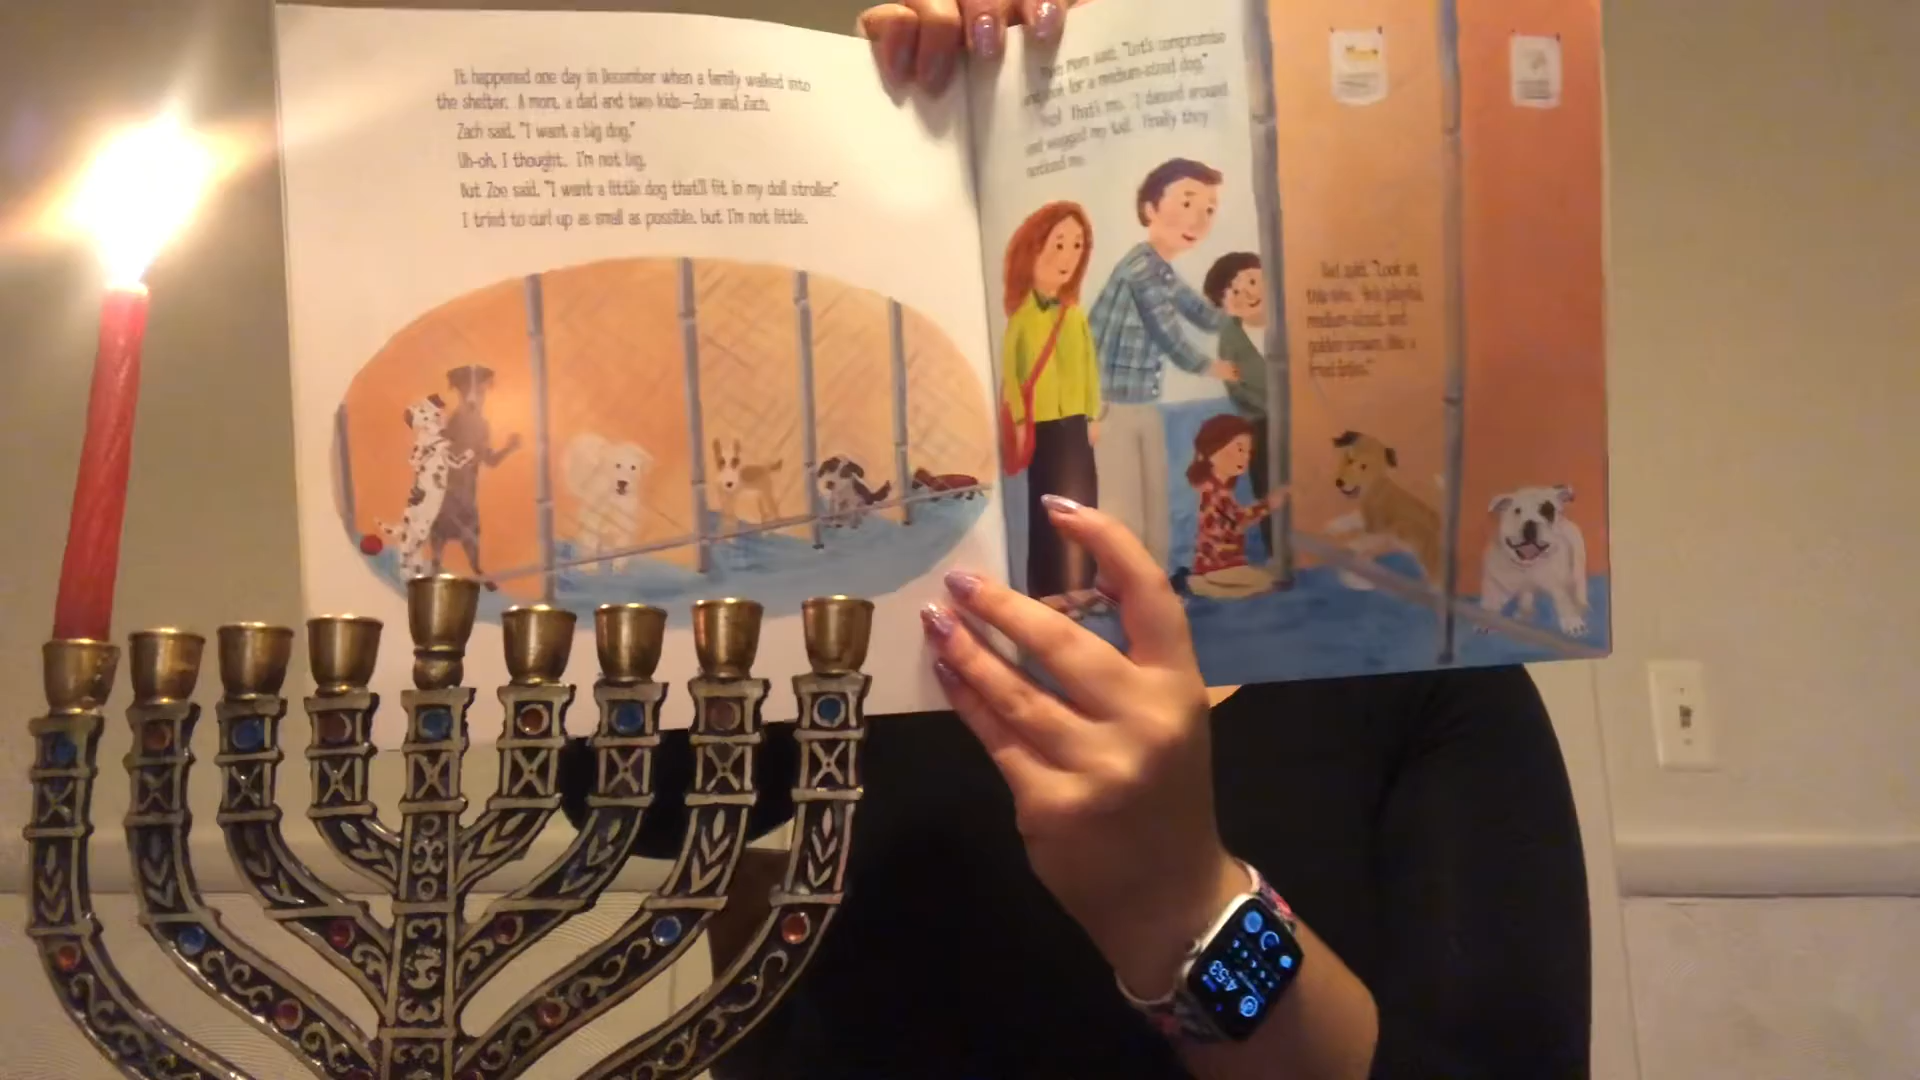 It happened one day in December when a family walked into
the shelter. A mom, a dad and two kids—Zoe and Zach.
Zach said, "I want a big dog."
Uh-oh, I thought. I'm not big.
But Zoe said, "I want a little dog that'll fit in my doll stroller."
I tried to curl up as small as possible, but I'm not little.
mom said, "Let's compromise
and look for a medium-sized dog."
Yep! That's me. I danced around
and wagged my tail. Finally they
noticed me.
Dad said, "Look at
this one. He's playful,
medium-sized, and
golden-brown, like a
fried latke."
4:53